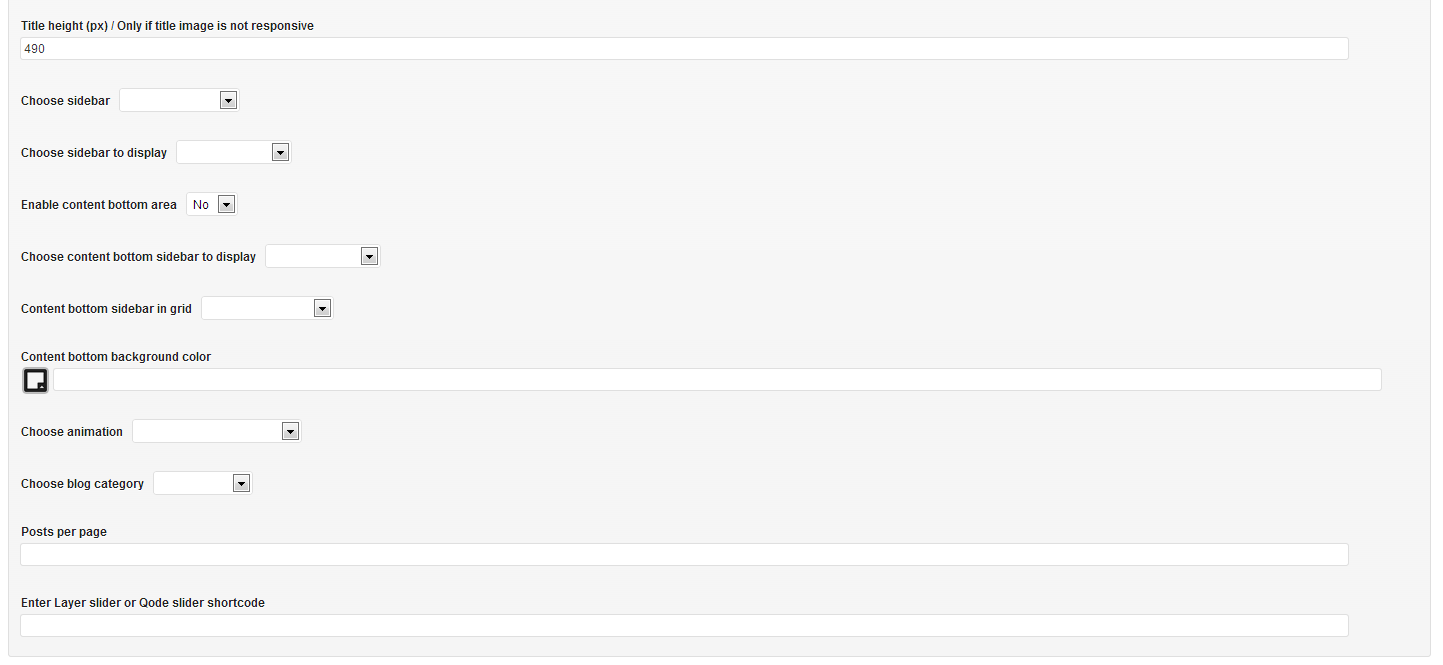 Title height (px) / Only if title image is not responsive
490
Choose sidebar
Choose sidebar to display
Enable content bottom area No
Choose content bottom sidebar to display
Content bottom sidebar in grid
Content bottom background color
Choose animation
Choose blog category
Posts per page
Enter Layer slider or Qode slider shortcode